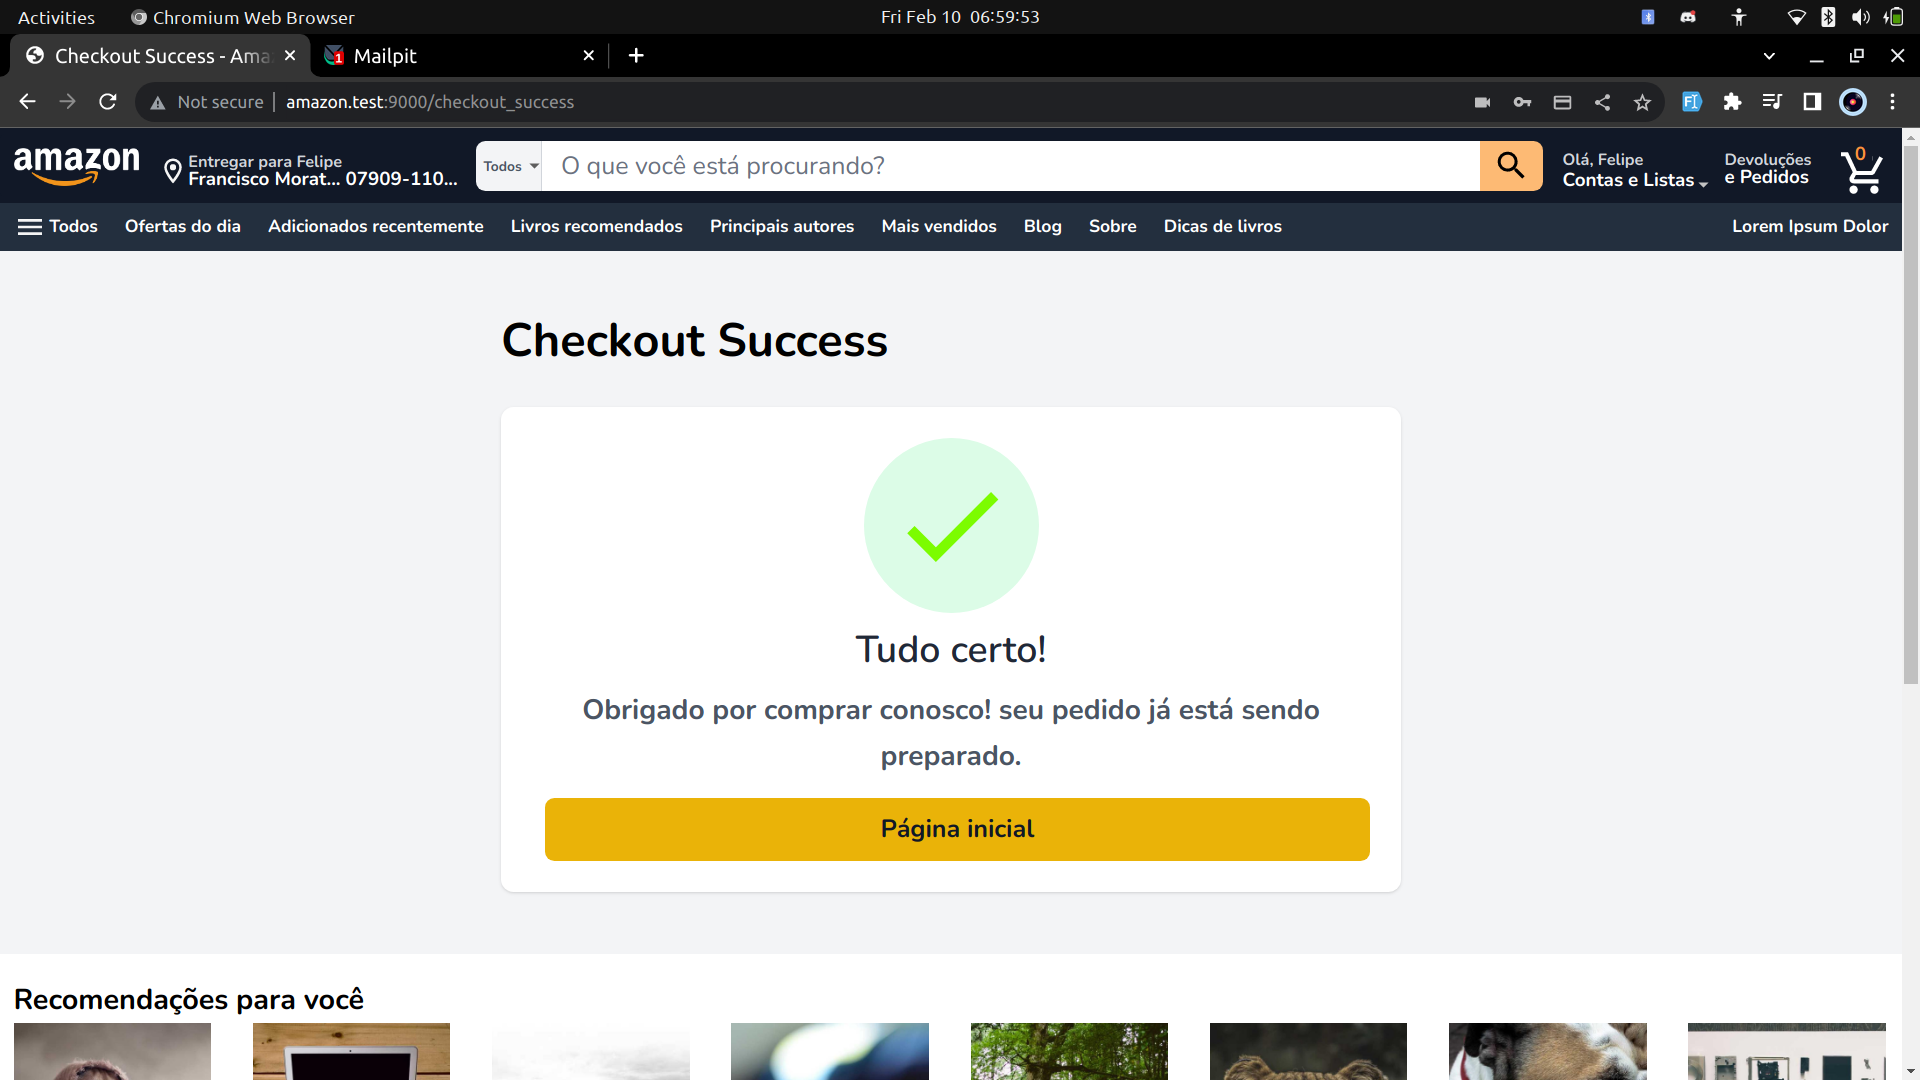 Activities
Chromium Web Browser
Fri Feb 10 06:59:53
Checkout Success - Ama
1
Mailpit
Not secure
amazon.test:9000/checkout_success
amazon
Entregar para Felipe
Francisco Morat... 07909-110...
Todos
O que você está procurando?
Olá, Felipe
Contas e Listas
Devoluções
e Pedidos
0
Todos
Ofertas do dia
Adicionados recentemente
Livros recomendados
Principais autores
Mais vendidos
Blog
Sobre
Dicas de livros
Lorem Ipsum Dolor
Checkout Success
Tudo certo!
Obrigado por comprar conosco! seu pedido já está sendo
preparado.
Página inicial
Recomendações para você